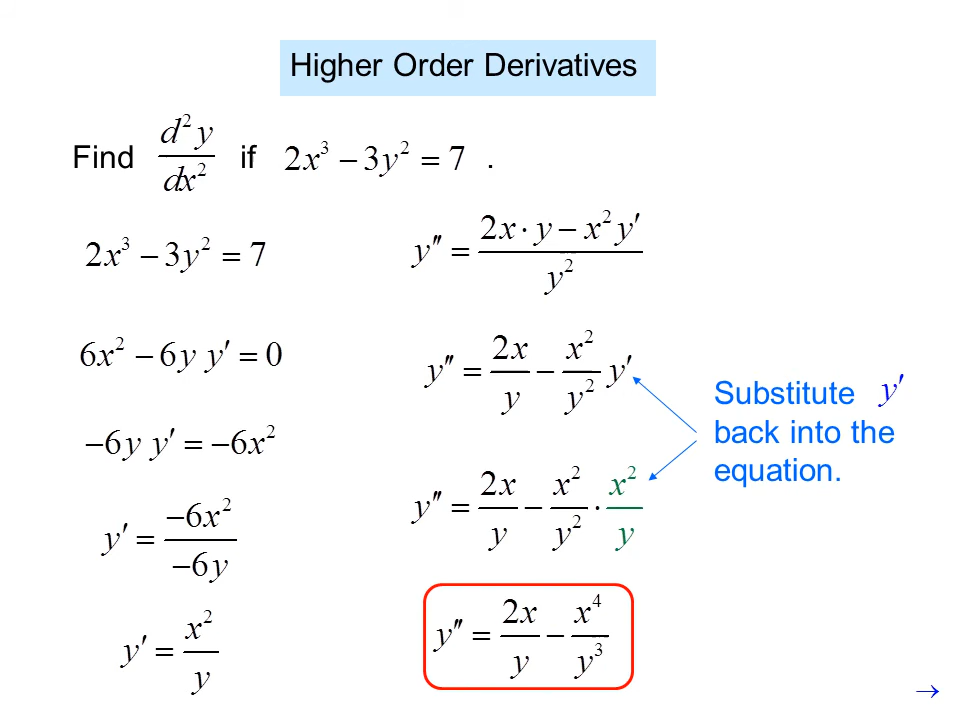 Higher Order Derivatives
Find d²y/dx² if 2x³ − 3y² = 7 .
2x³ − 3y² = 7
6x² − 6y y′ = 0
−6y y′ = −6x²
y′ = −6x²/−6y
y′ = x²/y
y″ = (2x · y − x² y′)/y²
y″ = 2x/y − x²/y² y′
y″ = 2x/y − x²/y² · x²/y
y″ = 2x/y − x⁴/y³
Substitute y′
back into the
equation.
→